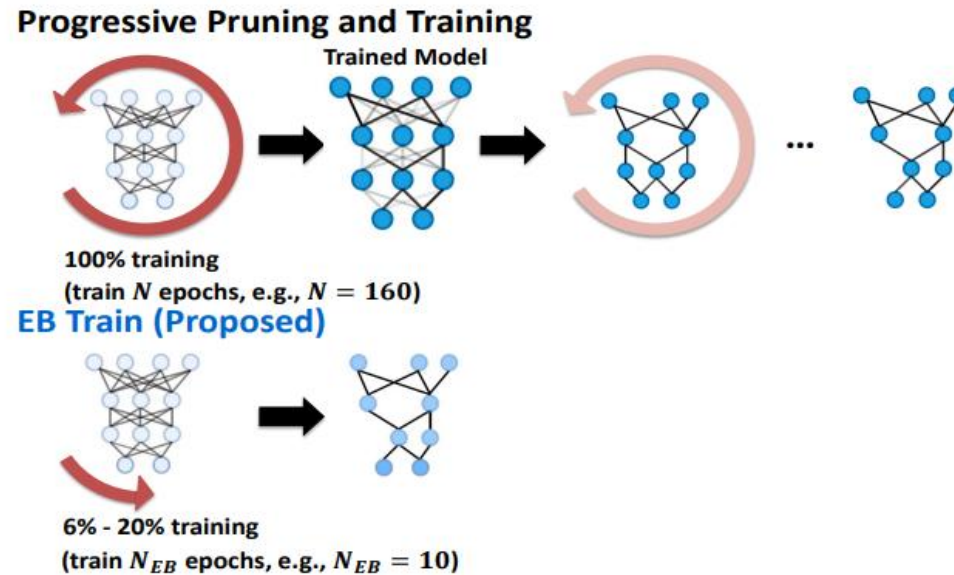 Progressive Pruning and Training
Trained Model
...
100% training
(train N epochs, e.g., N = 160)
EB Train (Proposed)
6% - 20% training
(train N_EB epochs, e.g., N_EB = 10)